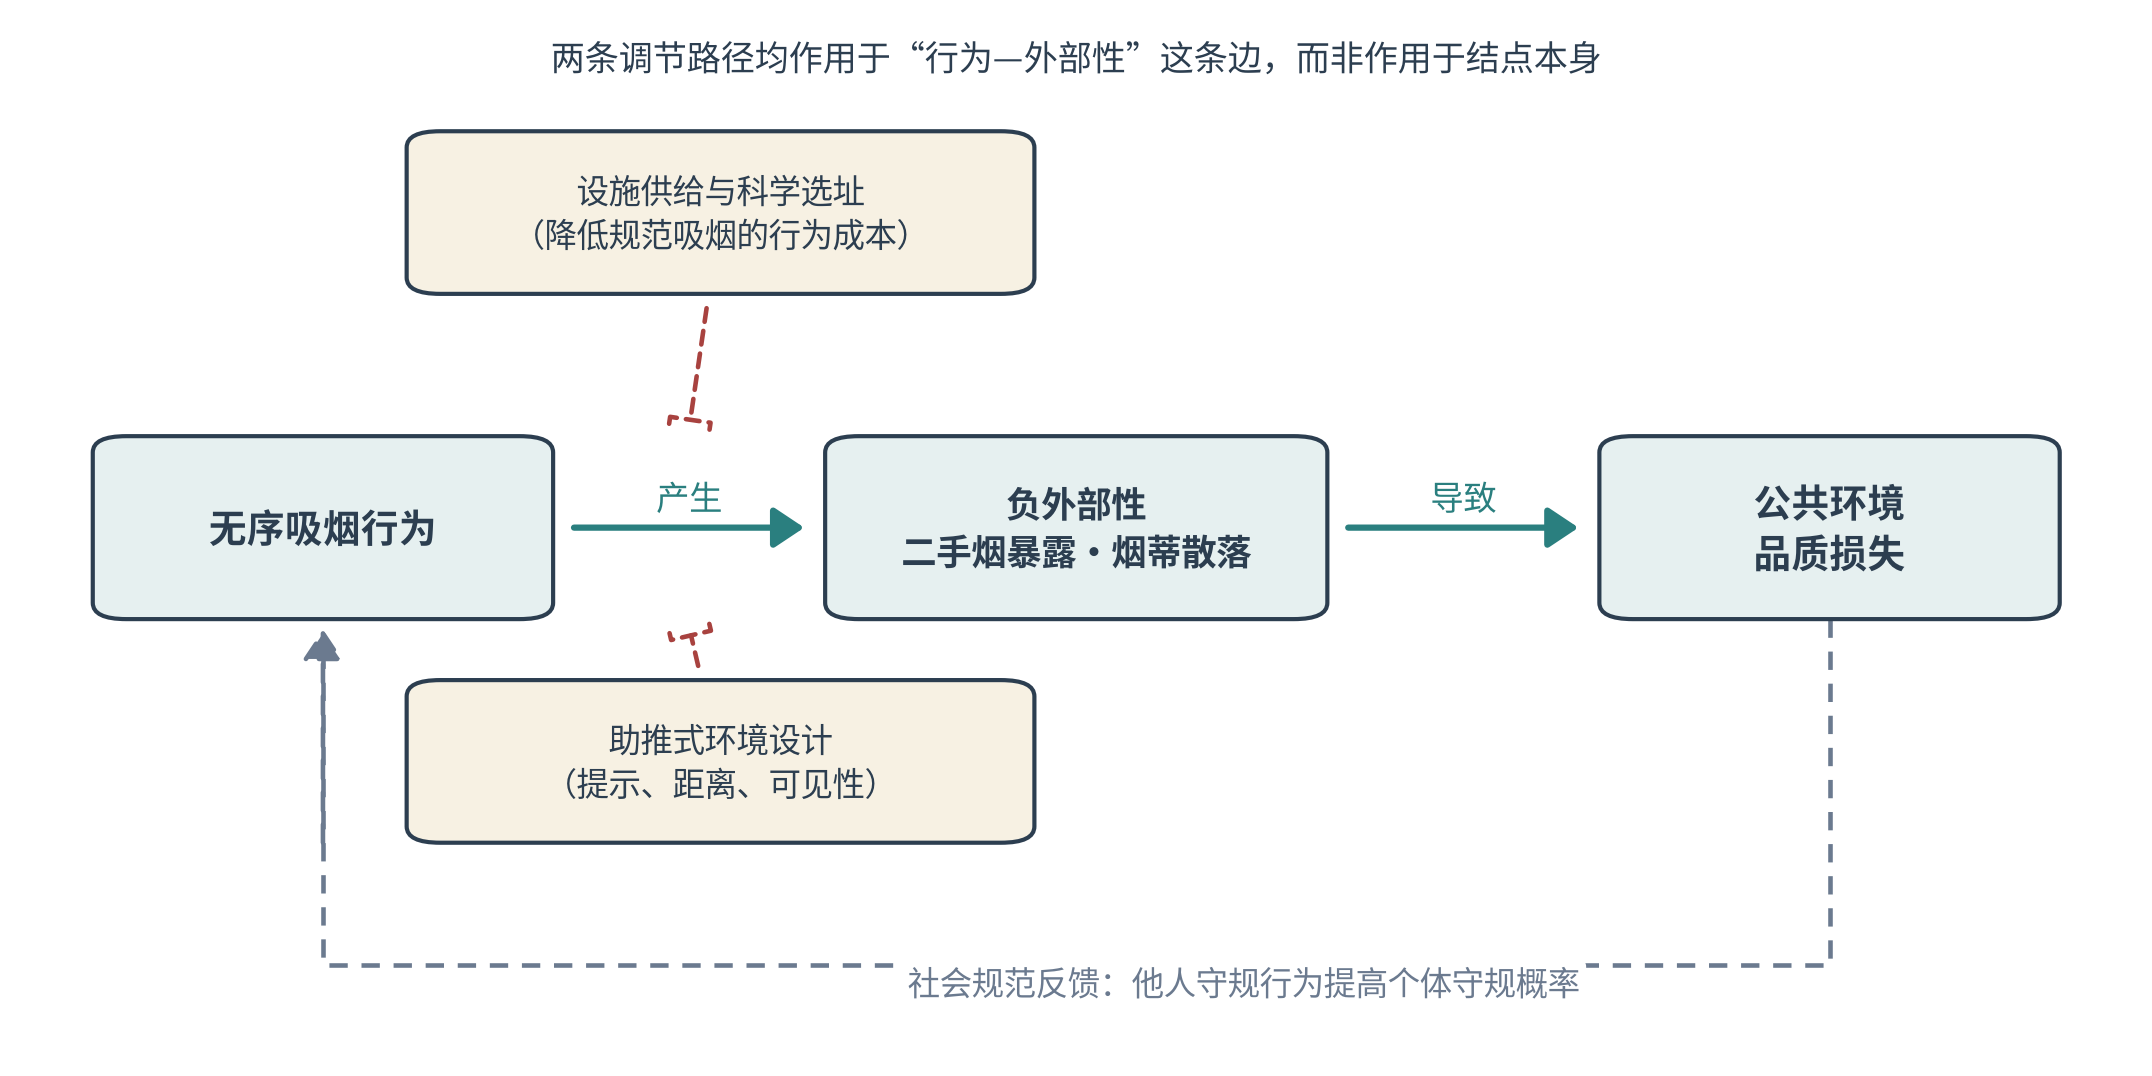 两条调节路径均作用于“行为—外部性”这条边，而非作用于结点本身
设施供给与科学选址
（降低规范吸烟的行为成本）
无序吸烟行为
产生
负外部性
二手烟暴露·烟蒂散落
导致
公共环境
品质损失
助推式环境设计
（提示、距离、可见性）
社会规范反馈：他人守规行为提高个体守规概率